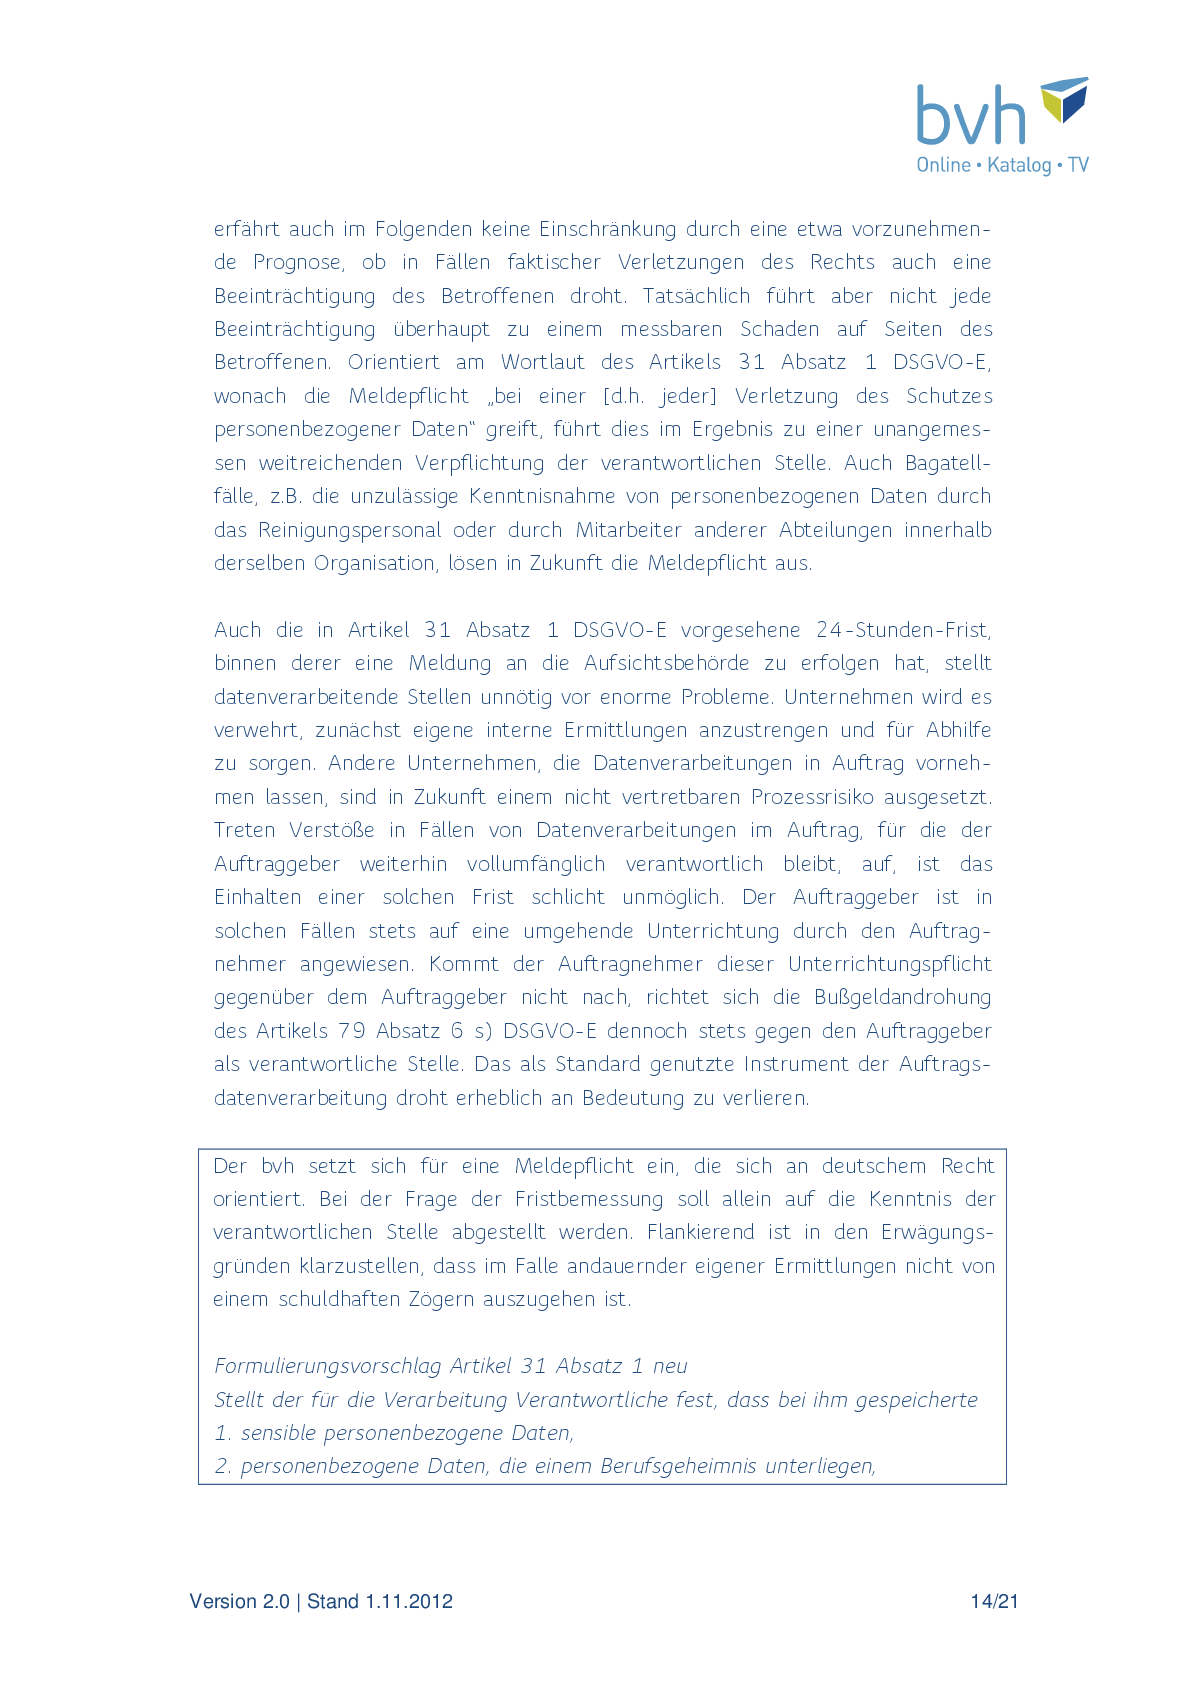 bvh
Online • Katalog • TV
erfährt auch im Folgenden keine Einschränkung durch eine etwa vorzunehmen-
de Prognose, ob in Fällen faktischer Verletzungen des Rechts auch eine
Beeinträchtigung des Betroffenen droht. Tatsächlich führt aber nicht jede
Beeinträchtigung überhaupt zu einem messbaren Schaden auf Seiten des
Betroffenen. Orientiert am Wortlaut des Artikels 31 Absatz 1 DSGVO-E,
wonach die Meldepflicht „bei einer [d.h. jeder] Verletzung des Schutzes
personenbezogener Daten“ greift, führt dies im Ergebnis zu einer unangemes-
sen weitreichenden Verpflichtung der verantwortlichen Stelle. Auch Bagatell-
fälle, z.B. die unzulässige Kenntnisnahme von personenbezogenen Daten durch
das Reinigungspersonal oder durch Mitarbeiter anderer Abteilungen innerhalb
derselben Organisation, lösen in Zukunft die Meldepflicht aus.
Auch die in Artikel 31 Absatz 1 DSGVO-E vorgesehene 24-Stunden-Frist,
binnen derer eine Meldung an die Aufsichtsbehörde zu erfolgen hat, stellt
datenverarbeitende Stellen unnötig vor enorme Probleme. Unternehmen wird es
verwehrt, zunächst eigene interne Ermittlungen anzustrengen und für Abhilfe
zu sorgen. Andere Unternehmen, die Datenverarbeitungen in Auftrag vorneh-
men lassen, sind in Zukunft einem nicht vertretbaren Prozessrisiko ausgesetzt.
Treten Verstöße in Fällen von Datenverarbeitungen im Auftrag, für die der
Auftraggeber weiterhin vollumfänglich verantwortlich bleibt, auf, ist das
Einhalten einer solchen Frist schlicht unmöglich. Der Auftraggeber ist in
solchen Fällen stets auf eine umgehende Unterrichtung durch den Auftrag-
nehmer angewiesen. Kommt der Auftragnehmer dieser Unterrichtungspflicht
gegenüber dem Auftraggeber nicht nach, richtet sich die Bußgeldandrohung
des Artikels 79 Absatz 6 s) DSGVO-E dennoch stets gegen den Auftraggeber
als verantwortliche Stelle. Das als Standard genutzte Instrument der Auftrags-
datenverarbeitung droht erheblich an Bedeutung zu verlieren.
Der bvh setzt sich für eine Meldepflicht ein, die sich an deutschem Recht
orientiert. Bei der Frage der Fristbemessung soll allein auf die Kenntnis der
verantwortlichen Stelle abgestellt werden. Flankierend ist in den Erwägungs-
gründen klarzustellen, dass im Falle andauernder eigener Ermittlungen nicht von
einem schuldhaften Zögern auszugehen ist.
Formulierungsvorschlag Artikel 31 Absatz 1 neu
Stellt der für die Verarbeitung Verantwortliche fest, dass bei ihm gespeicherte
1. sensible personenbezogene Daten,
2. personenbezogene Daten, die einem Berufsgeheimnis unterliegen,
Version 2.0 | Stand 1.11.2012 14/21